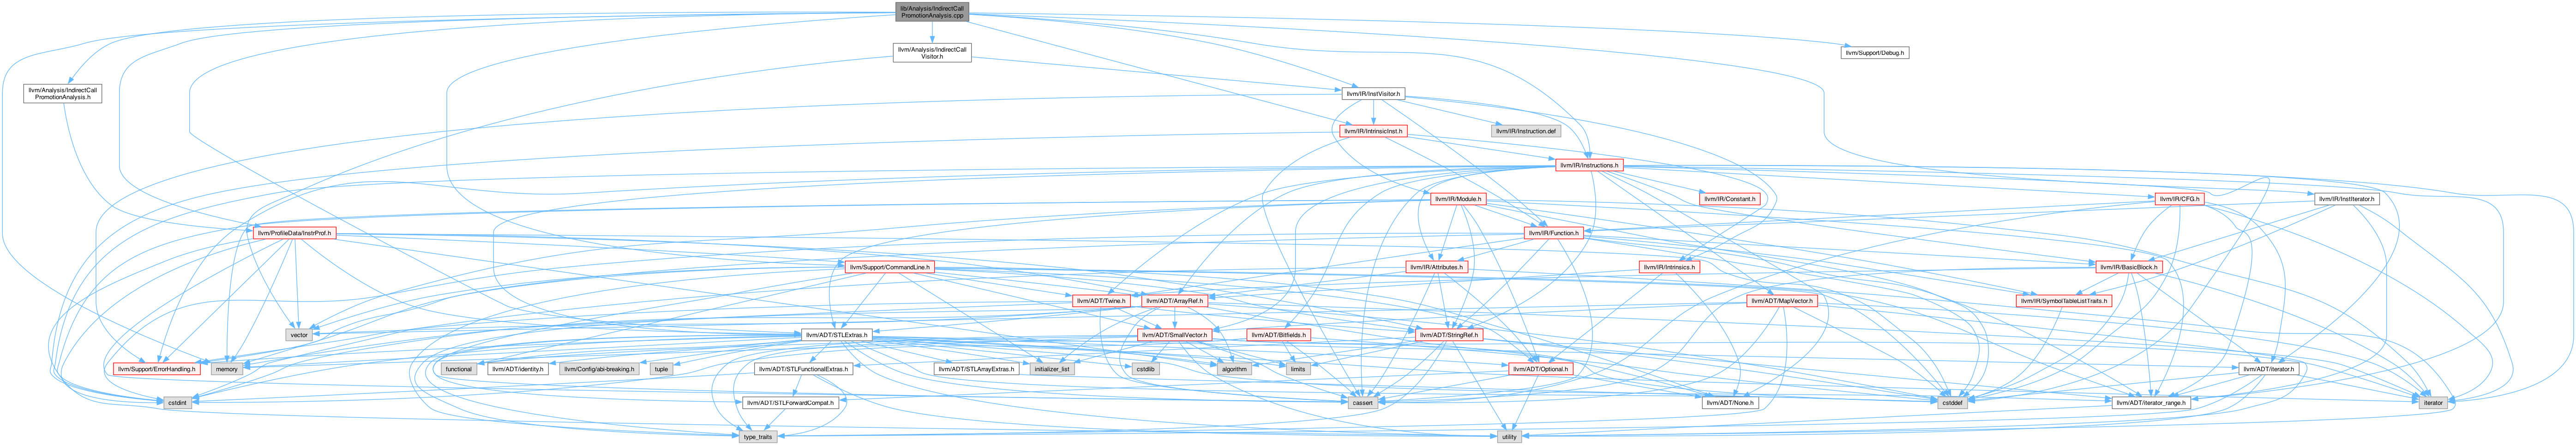 lib/Analysis/IndirectCall
PromotionAnalysis.cpp
llvm/Analysis/IndirectCall
Visitor.h
llvm/Support/Debug.h
llvm/Analysis/IndirectCall
PromotionAnalysis.h
llvm/IR/InstVisitor.h
llvm/IR/IntrinsicInst.h
llvm/IR/Instruction.def
llvm/IR/Instructions.h
llvm/IR/Module.h
llvm/IR/Constant.h
llvm/IR/CFG.h
llvm/IR/InstIterator.h
llvm/ProfileData/InstrProf.h
llvm/IR/Function.h
llvm/Support/CommandLine.h
llvm/IR/Attributes.h
llvm/IR/Intrinsics.h
llvm/IR/BasicBlock.h
llvm/ADT/Twine.h
llvm/ADT/ArrayRef.h
llvm/ADT/MapVector.h
llvm/IR/SymbolTableListTraits.h
vector
llvm/ADT/STLExtras.h
llvm/ADT/SmallVector.h
llvm/ADT/Bitfields.h
llvm/ADT/StringRef.h
llvm/Support/ErrorHandling.h
memory
functional
llvm/ADT/identity.h
llvm/Config/abi-breaking.h
tuple
llvm/ADT/STLFunctionalExtras.h
llvm/ADT/STLArrayExtras.h
initializer_list
cstdlib
algorithm
limits
llvm/ADT/Optional.h
llvm/ADT/iterator.h
cstdint
llvm/ADT/STLForwardCompat.h
cassert
llvm/ADT/None.h
cstddef
llvm/ADT/iterator_range.h
iterator
type_traits
utility